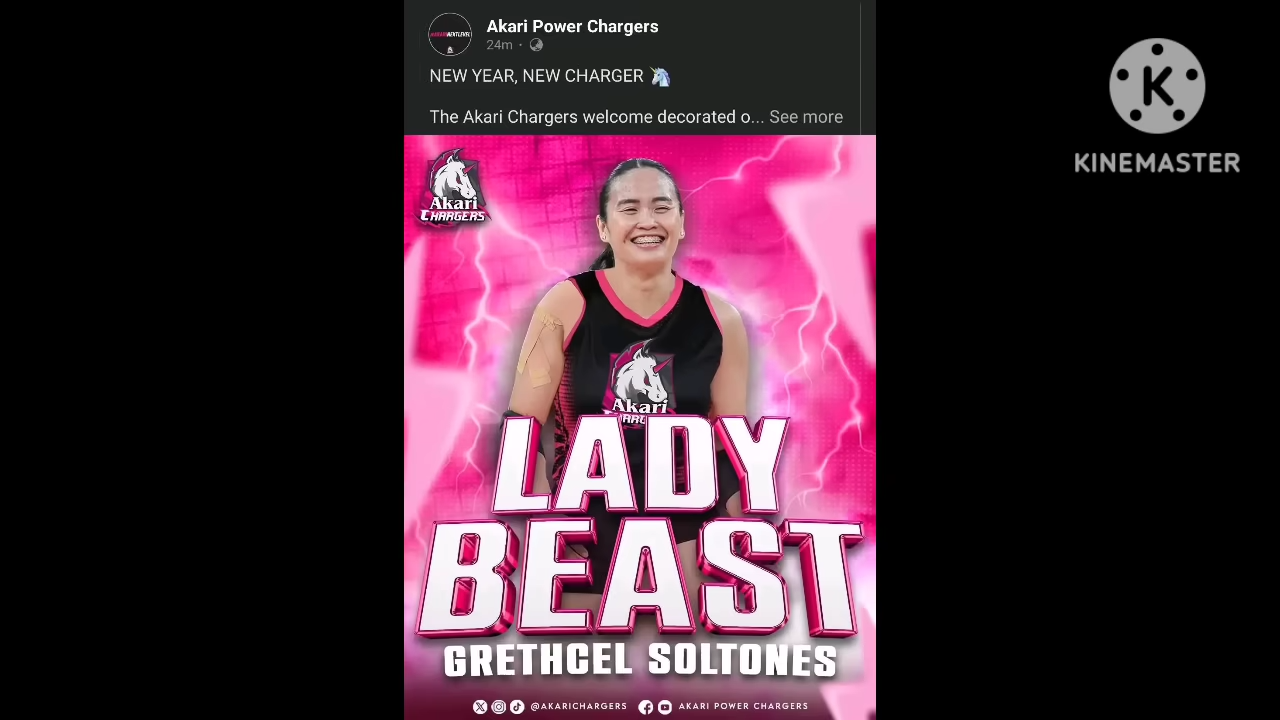 Akari Power Chargers
24m
NEW YEAR, NEW CHARGER 🦄
The Akari Chargers welcome decorated o... See more
K
KINEMASTER
Akari
CHARGERS
Akari
LADY
BEAST
GRETHCEL SOLTONES
@AKARICHARGERS AKARI POWER CHARGERS